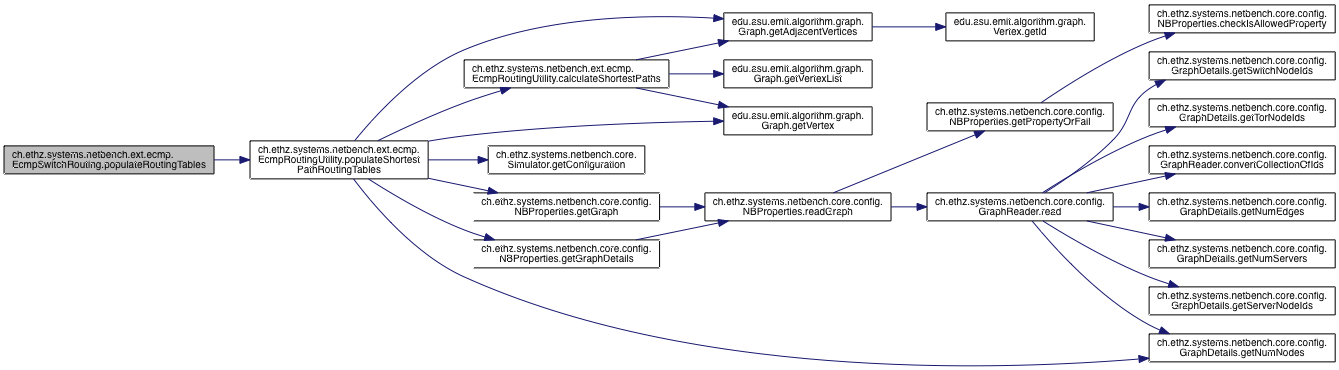 ch.ethz.systems.netbench.ext.ecmp.
EcmpSwitchRouting.populateRoutingTables
ch.ethz.systems.netbench.ext.ecmp.
EcmpRoutingUtility.populateShortest
PathRoutingTables
edu.asu.emit.algorithm.graph.
Graph.getAdjacentVertices
ch.ethz.systems.netbench.ext.ecmp.
EcmpRoutingUtility.calculateShortestPaths
edu.asu.emit.algorithm.graph.
Graph.getVertexList
edu.asu.emit.algorithm.graph.
Graph.getVertex
ch.ethz.systems.netbench.core.
Simulator.getConfiguration
ch.ethz.systems.netbench.core.config.
NBProperties.getGraph
ch.ethz.systems.netbench.core.config.
NBProperties.getGraphDetails
edu.asu.emit.algorithm.graph.
Vertex.getId
ch.ethz.systems.netbench.core.config.
NBProperties.readGraph
ch.ethz.systems.netbench.core.config.
NBProperties.getPropertyOrFail
ch.ethz.systems.netbench.core.config.
GraphReader.read
ch.ethz.systems.netbench.core.config.
NBProperties.checkIsAllowedProperty
ch.ethz.systems.netbench.core.config.
GraphDetails.getSwitchNodeIds
ch.ethz.systems.netbench.core.config.
GraphDetails.getTorNodeIds
ch.ethz.systems.netbench.core.config.
GraphReader.convertCollectionOfIds
ch.ethz.systems.netbench.core.config.
GraphDetails.getNumEdges
ch.ethz.systems.netbench.core.config.
GraphDetails.getNumServers
ch.ethz.systems.netbench.core.config.
GraphDetails.getServerNodeIds
ch.ethz.systems.netbench.core.config.
GraphDetails.getNumNodes